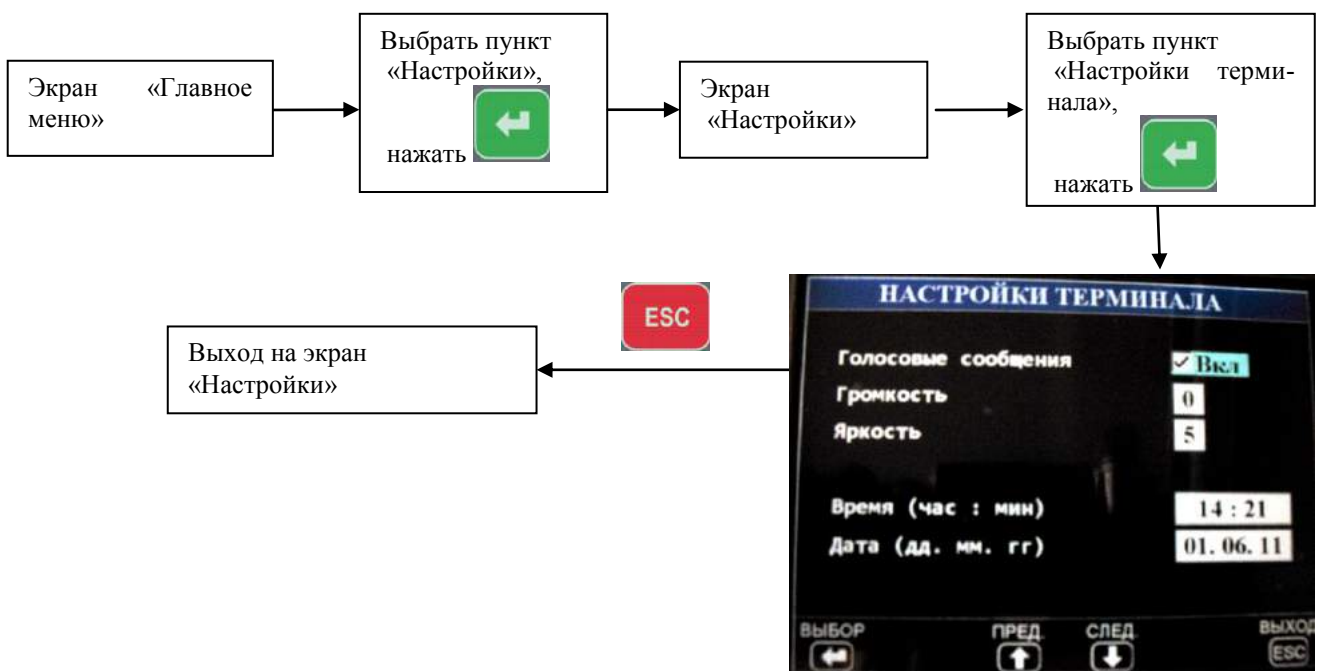 Экран «Главное
меню»
Выбрать пункт
«Настройки»,
нажать
Экран
«Настройки»
Выбрать пункт
«Настройки терми-
нала»,
нажать
ESC
Выход на экран
«Настройки»
НАСТРОЙКИ ТЕРМИНАЛА
Голосовые сообщения Вкл
Громкость 0
Яркость 5
Время (час : мин) 14 : 21
Дата (дд. мм. гг) 01. 06. 11
ВЫБОР ПРЕД. СЛЕД. ВЫХОД
ESC